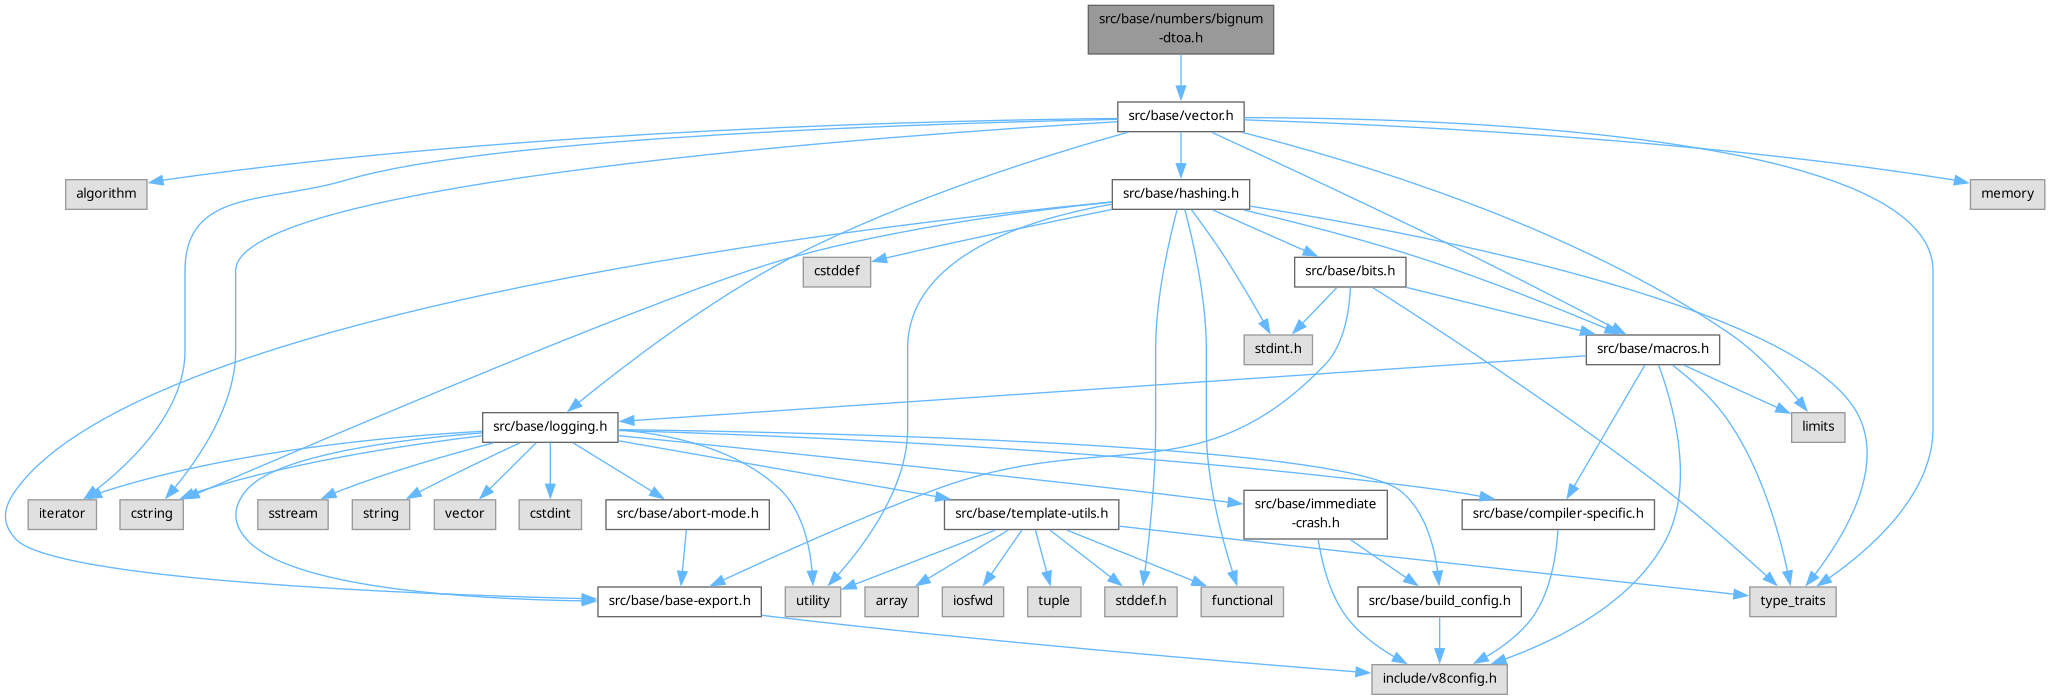 src/base/numbers/bignum
-dtoa.h
src/base/vector.h
algorithm
src/base/hashing.h
memory
cstddef
src/base/bits.h
stdint.h
src/base/macros.h
src/base/logging.h
limits
iterator
cstring
sstream
string
vector
cstdint
src/base/abort-mode.h
src/base/template-utils.h
src/base/immediate
-crash.h
src/base/compiler-specific.h
src/base/base-export.h
utility
array
iosfwd
tuple
stddef.h
functional
src/base/build_config.h
type_traits
include/v8config.h